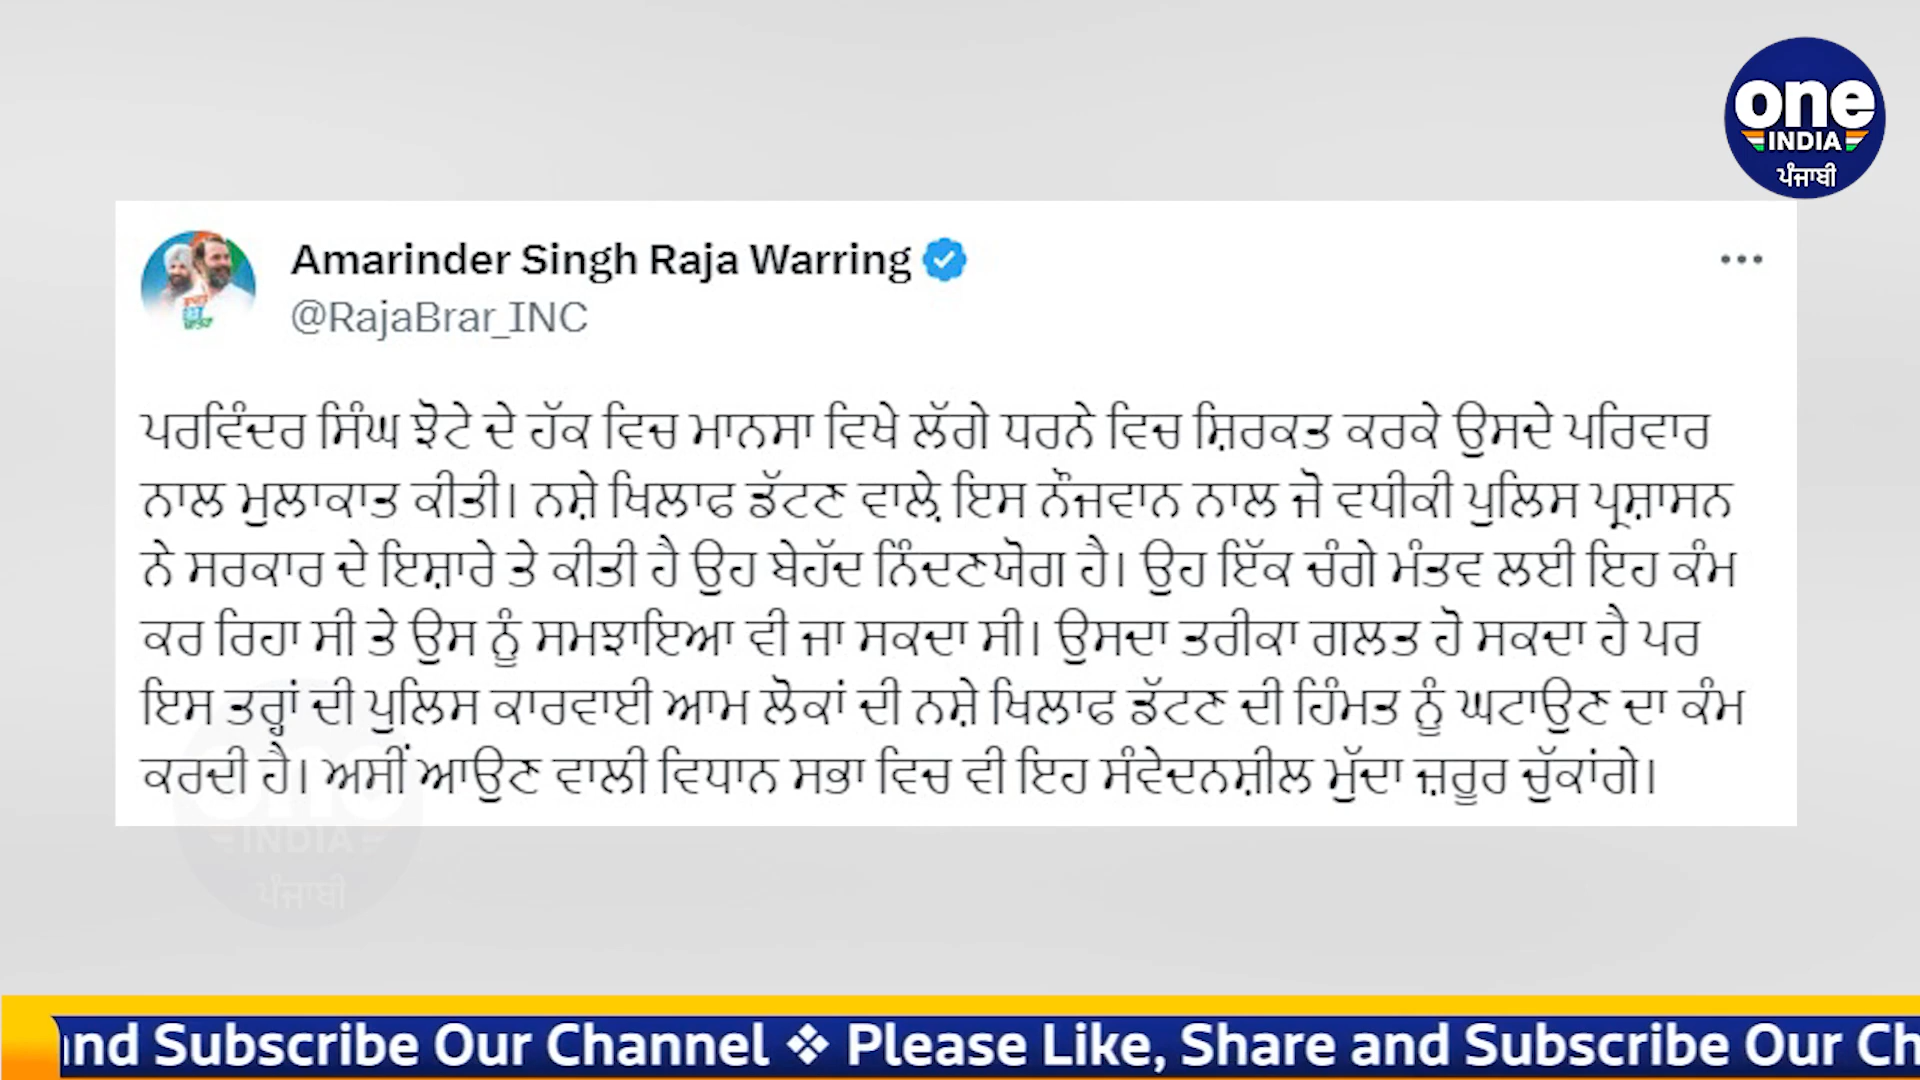 one
INDIA
ਪੰਜਾਬੀ
Amarinder Singh Raja Warring
@RajaBrar_INC
ਪਰਵਿੰਦਰ ਸਿੰਘ ਝੋਟੇ ਦੇ ਹੱਕ ਵਿਚ ਮਾਨਸਾ ਵਿਖੇ ਲੱਗੇ ਧਰਨੇ ਵਿਚ ਸ਼ਿਰਕਤ ਕਰਕੇ ਉਸਦੇ ਪਰਿਵਾਰ
ਨਾਲ ਮੁਲਾਕਾਤ ਕੀਤੀ। ਨਸ਼ੇ ਖਿਲਾਫ ਡੱਟਣ ਵਾਲੇ਼ ਇਸ ਨੌਜਵਾਨ ਨਾਲ ਜੋ ਵਧੀਕੀ ਪੁਲਿਸ ਪ੍ਰਸ਼ਾਸਨ
ਨੇ ਸਰਕਾਰ ਦੇ ਇਸ਼ਾਰੇ ਤੇ ਕੀਤੀ ਹੈ ਉਹ ਬੇਹੱਦ ਨਿੰਦਣਯੋਗ ਹੈ। ਉਹ ਇੱਕ ਚੰਗੇ ਮੰਤਵ ਲਈ ਇਹ ਕੰਮ
ਕਰ ਰਿਹਾ ਸੀ ਤੇ ਉਸ ਨੂੰ ਸਮਝਾਇਆ ਵੀ ਜਾ ਸਕਦਾ ਸੀ। ਉਸਦਾ ਤਰੀਕਾ ਗਲਤ ਹੋ ਸਕਦਾ ਹੈ ਪਰ
ਇਸ ਤਰ੍ਹਾਂ ਦੀ ਪੁਲਿਸ ਕਾਰਵਾਈ ਆਮ ਲੋਕਾਂ ਦੀ ਨਸ਼ੇ ਖਿਲਾਫ ਡੱਟਣ ਦੀ ਹਿੰਮਤ ਨੂੰ ਘਟਾਉਣ ਦਾ ਕੰਮ
ਕਰਦੀ ਹੈ। ਅਸੀਂ ਆਉਣ ਵਾਲੀ ਵਿਧਾਨ ਸਭਾ ਵਿਚ ਵੀ ਇਹ ਸੰਵੇਦਨਸ਼ੀਲ ਮੁੱਦਾ ਜ਼ਰੂਰ ਚੁੱਕਾਂਗੇ।
one
INDIA
ਪੰਜਾਬੀ
and Subscribe Our Channel ❖ Please Like, Share and Subscribe Our Ch